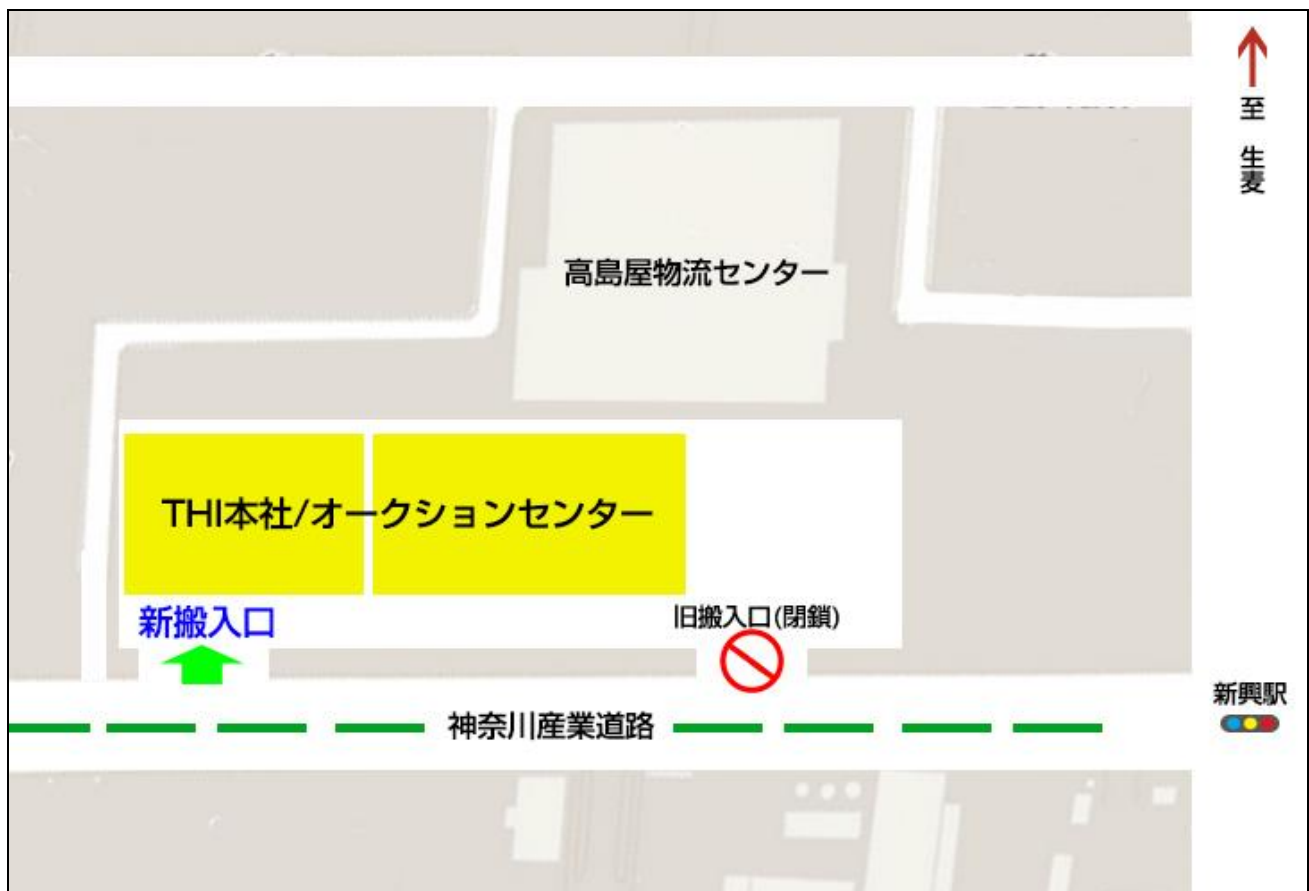 至 生麦
高島屋物流センター
THI本社/オークションセンター
新搬入口
旧搬入口(閉鎖)
新興駅
神奈川産業道路